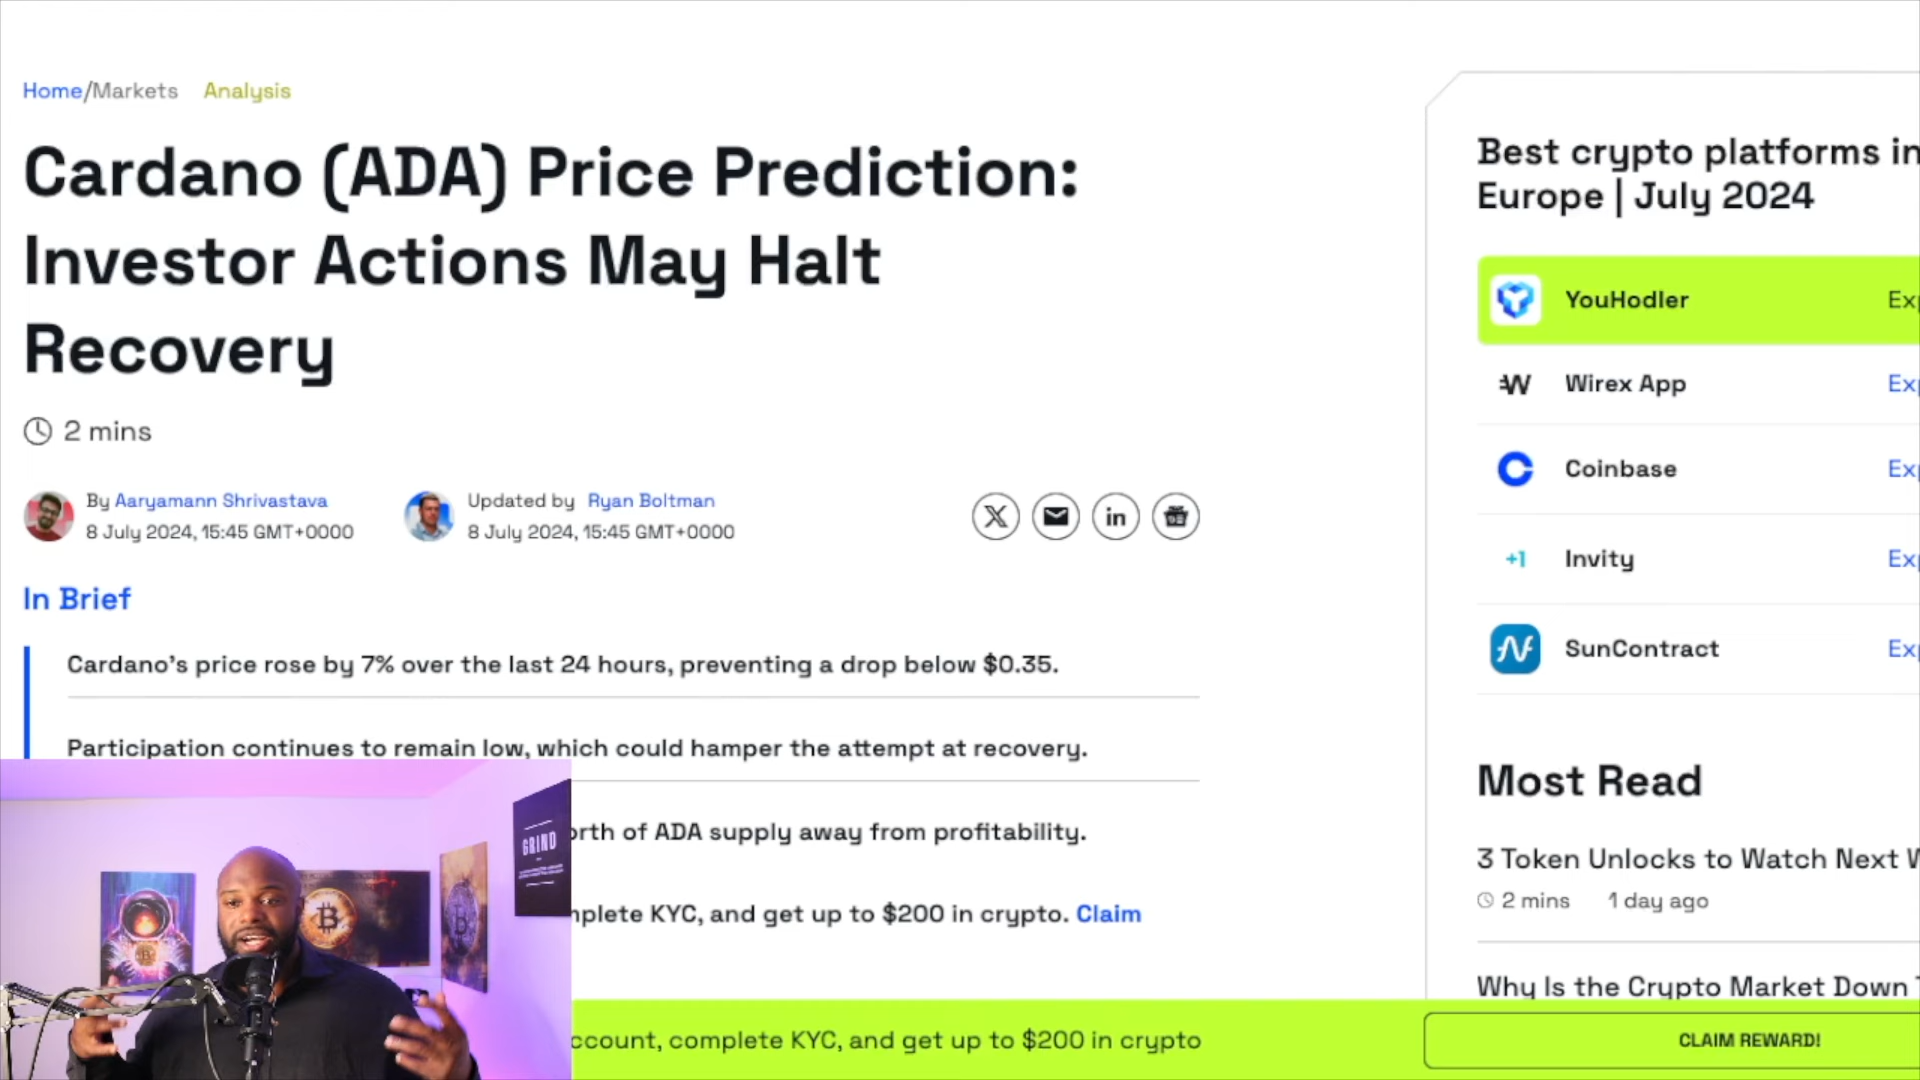 Home/Markets Analysis
Cardano (ADA) Price Prediction:
Investor Actions May Halt
Recovery
2 mins
By Aaryamann Shrivastava
8 July 2024, 15:45 GMT+0000
Updated by Ryan Boltman
8 July 2024, 15:45 GMT+0000
In Brief
Cardano's price rose by 7% over the last 24 hours, preventing a drop below $0.35.
Participation continues to remain low, which could hamper the attempt at recovery.
of ADA supply away from profitability.
KYC, and get up to $200 in crypto. Claim
GRIND
complete KYC, and get up to $200 in crypto
CLAIM REWARD!
Best crypto platforms in
Europe | July 2024
YouHodler
Wirex App
Coinbase
+1 Invity
SunContract
Most Read
3 Token Unlocks to Watch Next
2 mins 1 day ago
Why Is the Crypto Market Down